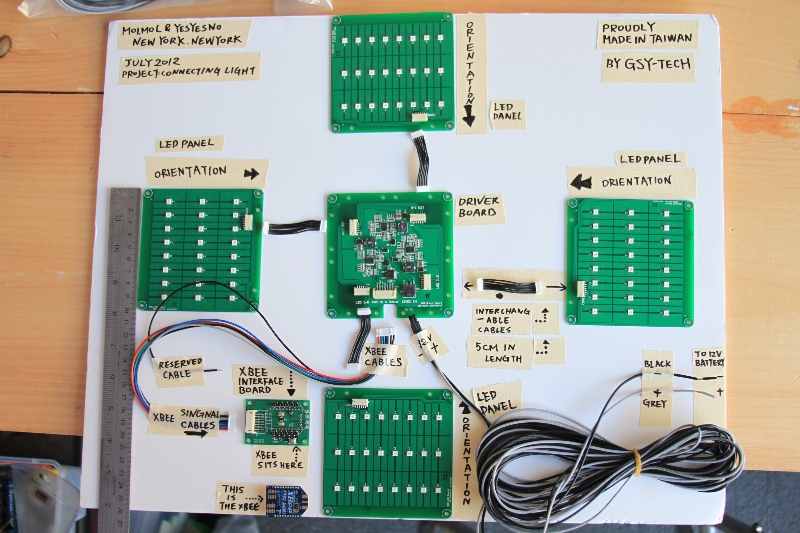 MOLMOL & YESYESNO
NEW YORK. NEWYORK
JULY 2012
PROJECT: CONNECTING LIGHT
ORIENTATION
LED
PANEL
PROUDLY
MADE IN TAIWAN
BY GSY-TECH
LED PANEL
ORIENTATION
LED PANEL
ORIENTATION
DRIVER
BOARD
INTERCHANG
-ABLE
CABLES
5CM IN
LENGTH
XBEE
CABLES
12V
- +
RESERVED
CABLE
XBEE
INTERFACE
BOARD
XBEE SINGNAL
CABLES
XBEE
SITS HERE
THIS
IS
THE XBEE
LED
PANEL
ORIENTATION
BLACK
+
GREY
TO 12V
BATTERY
-
+